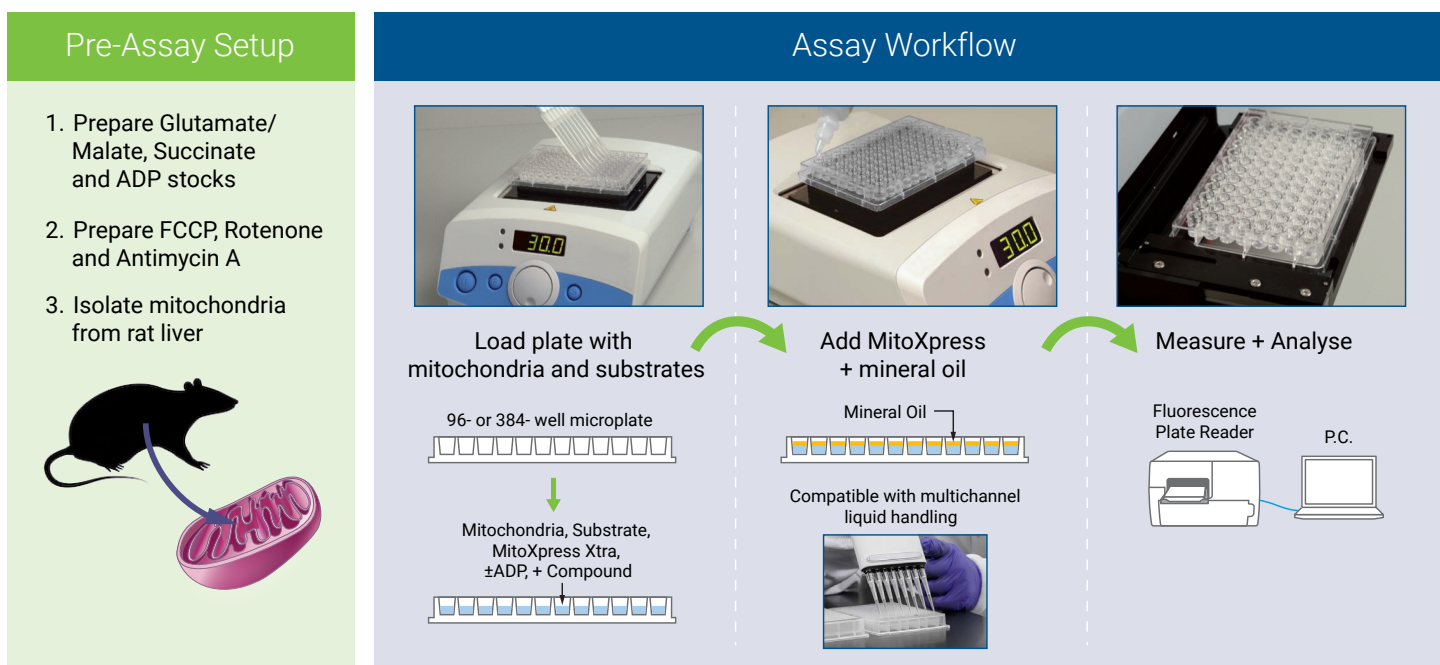 Pre-Assay Setup
1. Prepare Glutamate/
Malate, Succinate
and ADP stocks
2. Prepare FCCP, Rotenone
and Antimycin A
3. Isolate mitochondria
from rat liver
Assay Workflow
30.0
Load plate with
mitochondria and substrates
96- or 384- well microplate
Mitochondria, Substrate,
MitoXpress Xtra,
±ADP, + Compound
30.0
Add MitoXpress
+ mineral oil
Mineral Oil
Compatible with multichannel
liquid handling
Measure + Analyse
Fluorescence
Plate Reader
P.C.